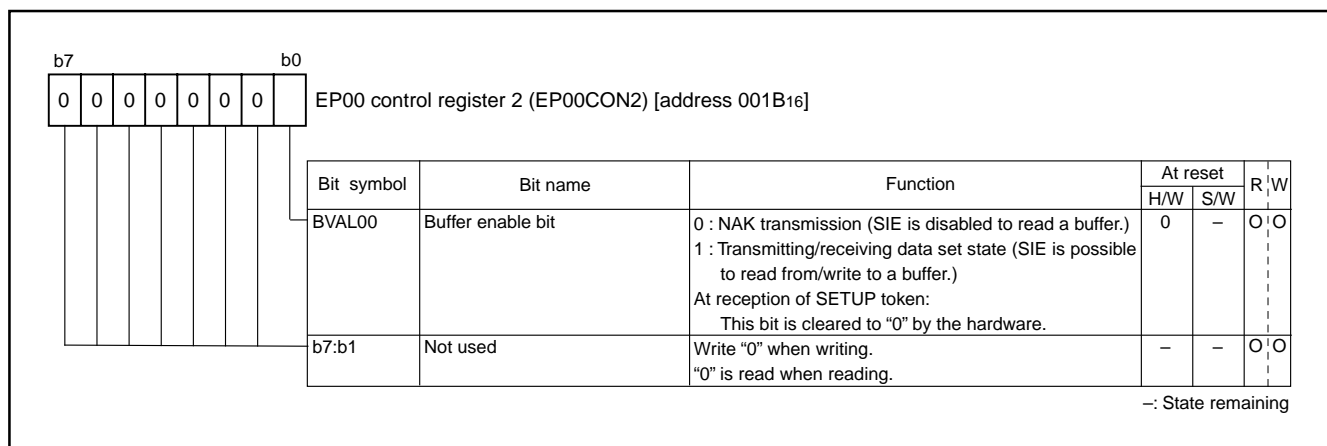 b7 b0
0 0 0 0 0 0 0
EP00 control register 2 (EP00CON2) [address 001B16]
Bit symbol Bit name Function At reset R W
H/W S/W
BVAL00 Buffer enable bit 0 : NAK transmission (SIE is disabled to read a buffer.) 0 – O O
1 : Transmitting/receiving data set state (SIE is possible
to read from/write to a buffer.)
At reception of SETUP token:
This bit is cleared to “0” by the hardware.
b7:b1 Not used Write “0” when writing. – – O O
“0” is read when reading.
–: State remaining